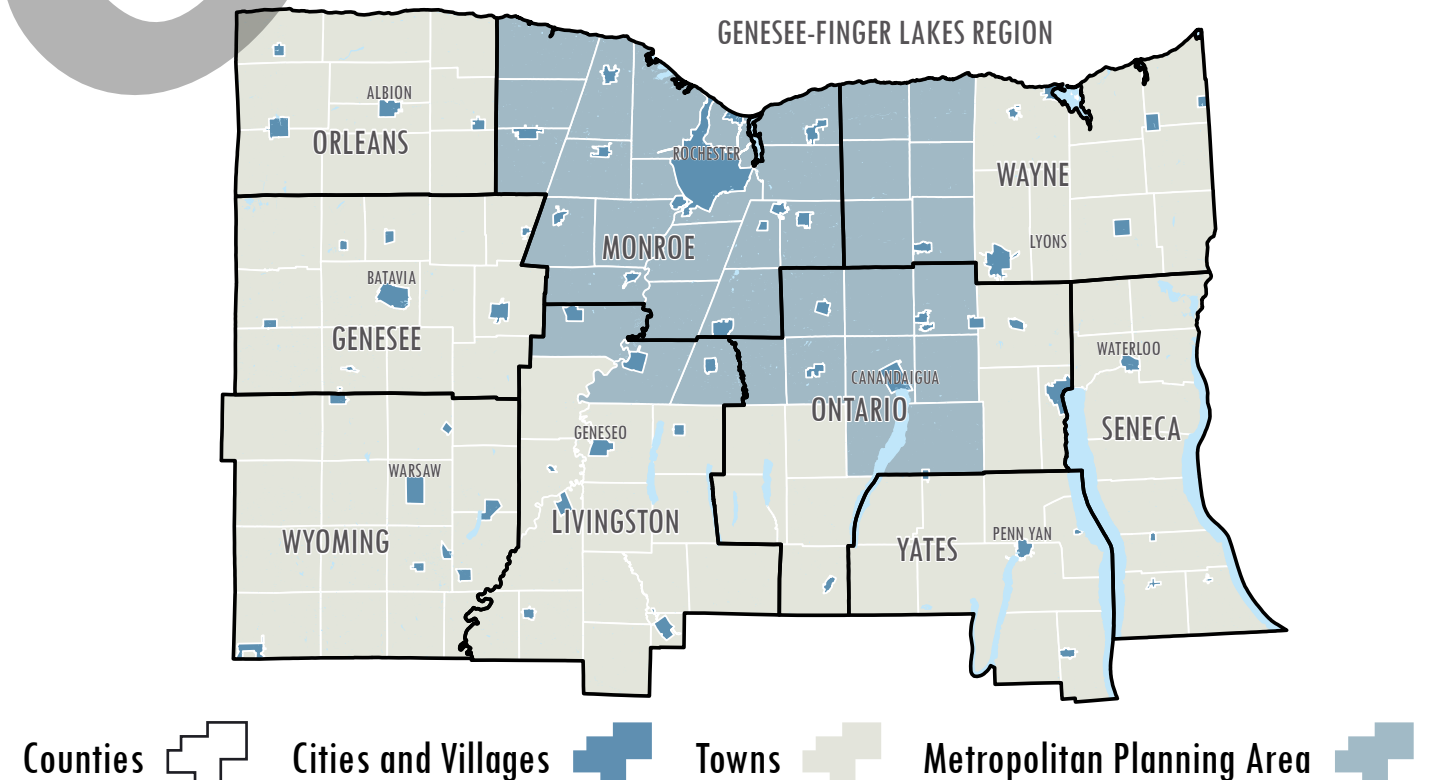 GENESEE-FINGER LAKES REGION
ALBION
ORLEANS
ROCHESTER
WAYNE
MONROE
LYONS
BATAVIA
GENESEE
WATERLOO
CANANDAIGUA
ONTARIO
SENECA
GENESEO
WARSAW
LIVINGSTON
WYOMING
PENN YAN
YATES
Counties
Cities and Villages
Towns
Metropolitan Planning Area